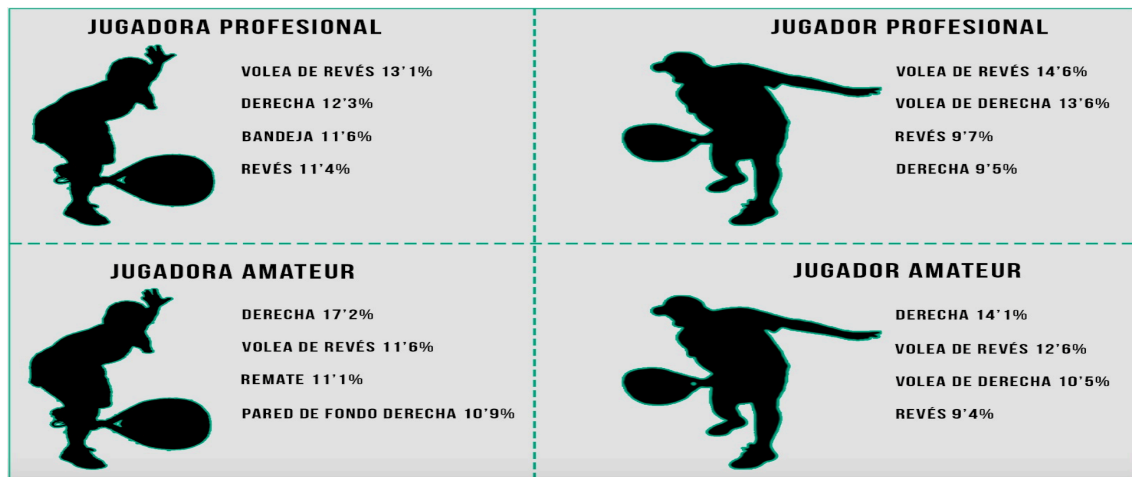 JUGADORA PROFESIONAL
VOLEA DE REVÉS 13'1%
DERECHA 12'3%
BANDEJA 11'6%
REVÉS 11'4%
JUGADOR PROFESIONAL
VOLEA DE REVÉS 14'6%
VOLEA DE DERECHA 13'6%
REVÉS 9'7%
DERECHA 9'5%
JUGADORA AMATEUR
DERECHA 17'2%
VOLEA DE REVÉS 11'6%
REMATE 11'1%
PARED DE FONDO DERECHA 10'9%
JUGADOR AMATEUR
DERECHA 14'1%
VOLEA DE REVÉS 12'6%
VOLEA DE DERECHA 10'5%
REVÉS 9'4%